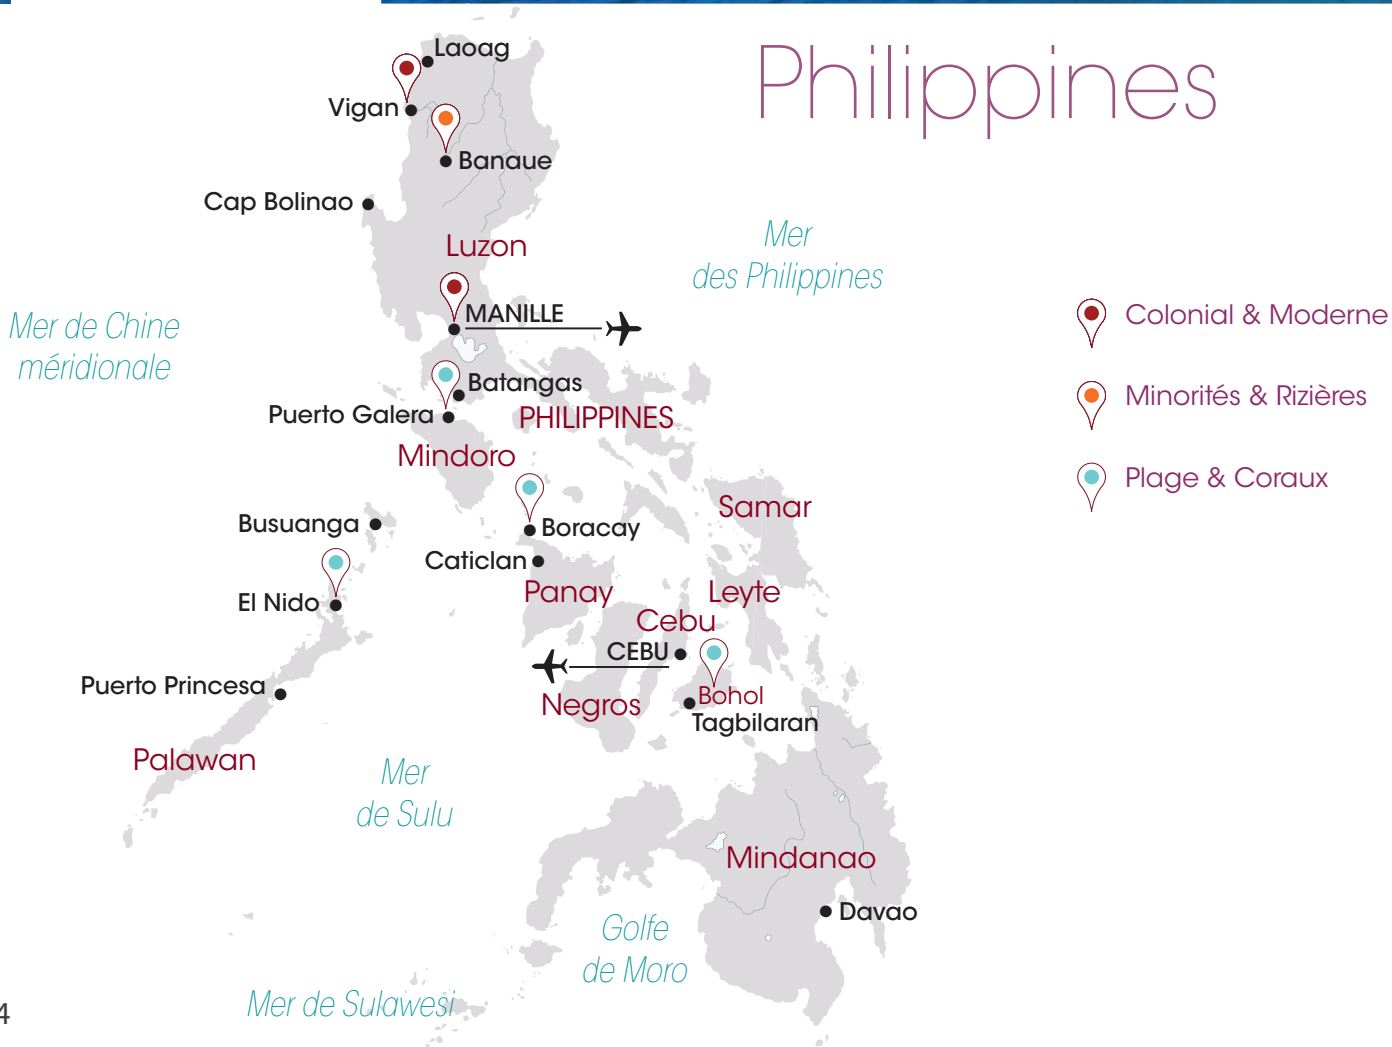 Philippines
Laoag
Vigan
Banaue
Cap Bolinao
Luzon
Mer
des Philippines
MANILLE
Mer de Chine
méridionale
Colonial & Moderne
Batangas
Minorités & Rizières
Puerto Galera
PHILIPPINES
Mindoro
Plage & Coraux
Samar
Busuanga
Boracay
Caticlan
Panay
Leyte
El Nido
Cebu
CEBU
Puerto Princesa
Bohol
Negros
Tagbilaran
Palawan
Mer
de Sulu
Mindanao
Davao
Golfe
de Moro
Mer de Sulawesi
4